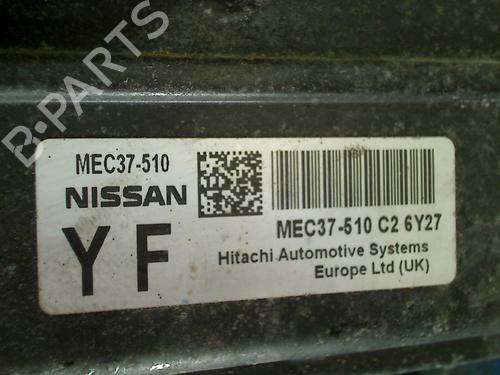 B-PARTS
MEC37-510
NISSAN
YF
MEC37-510 C2 6Y27
Hitachi Automotive Systems
Europe Ltd (UK)